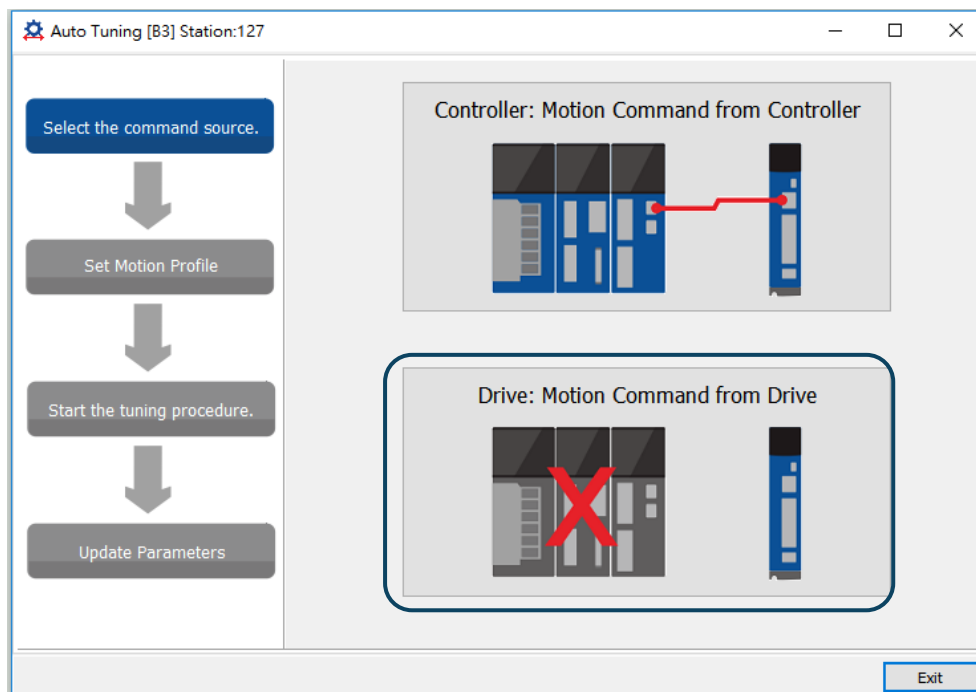 Auto Tuning [B3] Station:127
Select the command source.
Set Motion Profile
Start the tuning procedure.
Update Parameters
Controller: Motion Command from Controller
Drive: Motion Command from Drive
Exit